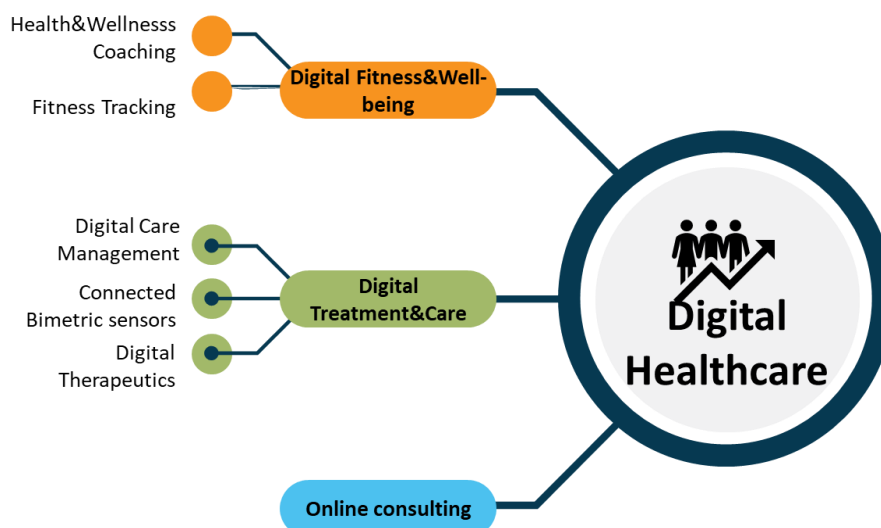 Health&Wellnesss
Coaching
Fitness Tracking
Digital Fitness&Well-
being
Digital Care
Management
Connected
Bimetric sensors
Digital
Therapeutics
Digital
Treatment&Care
Online consulting
Digital
Healthcare